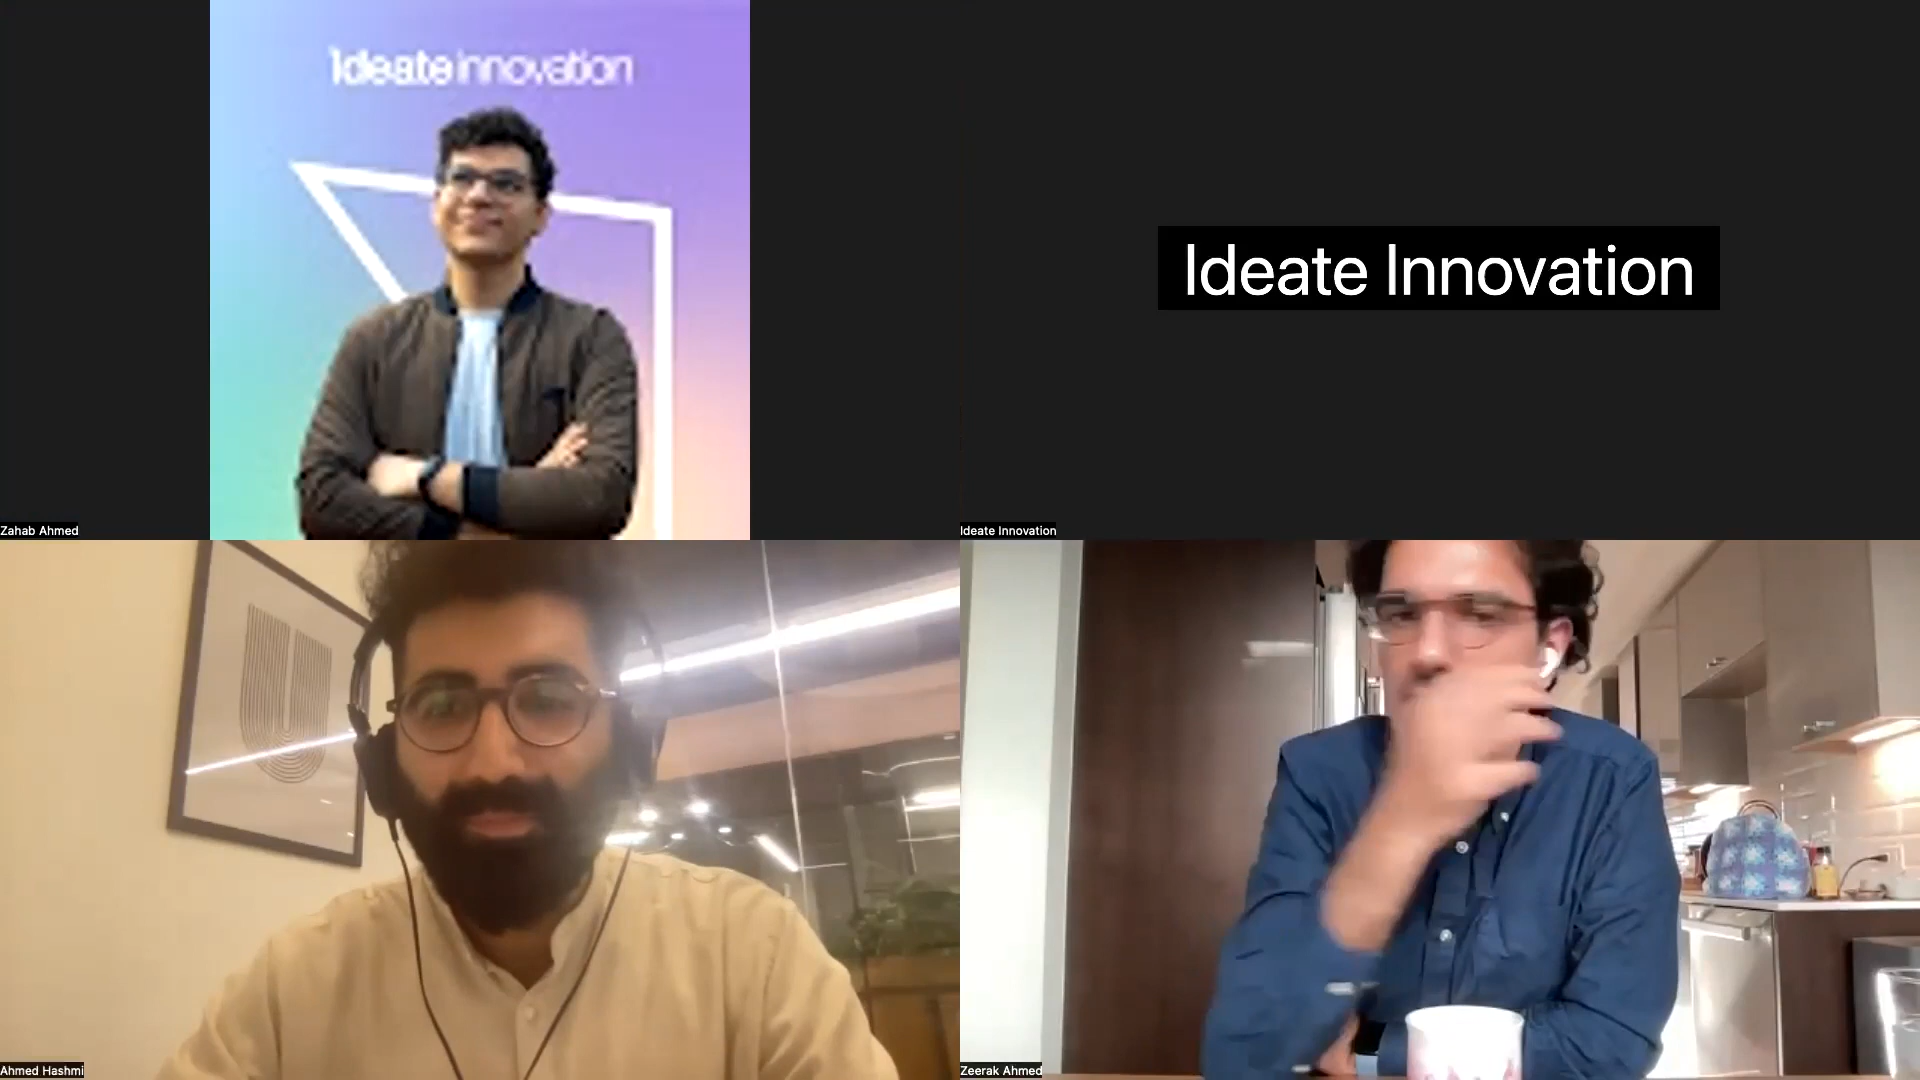 Ideate innovation
Zahab Ahmed
Ideate Innovation
Ideate Innovation
Ahmed Hashmi
Zeerak Ahmed